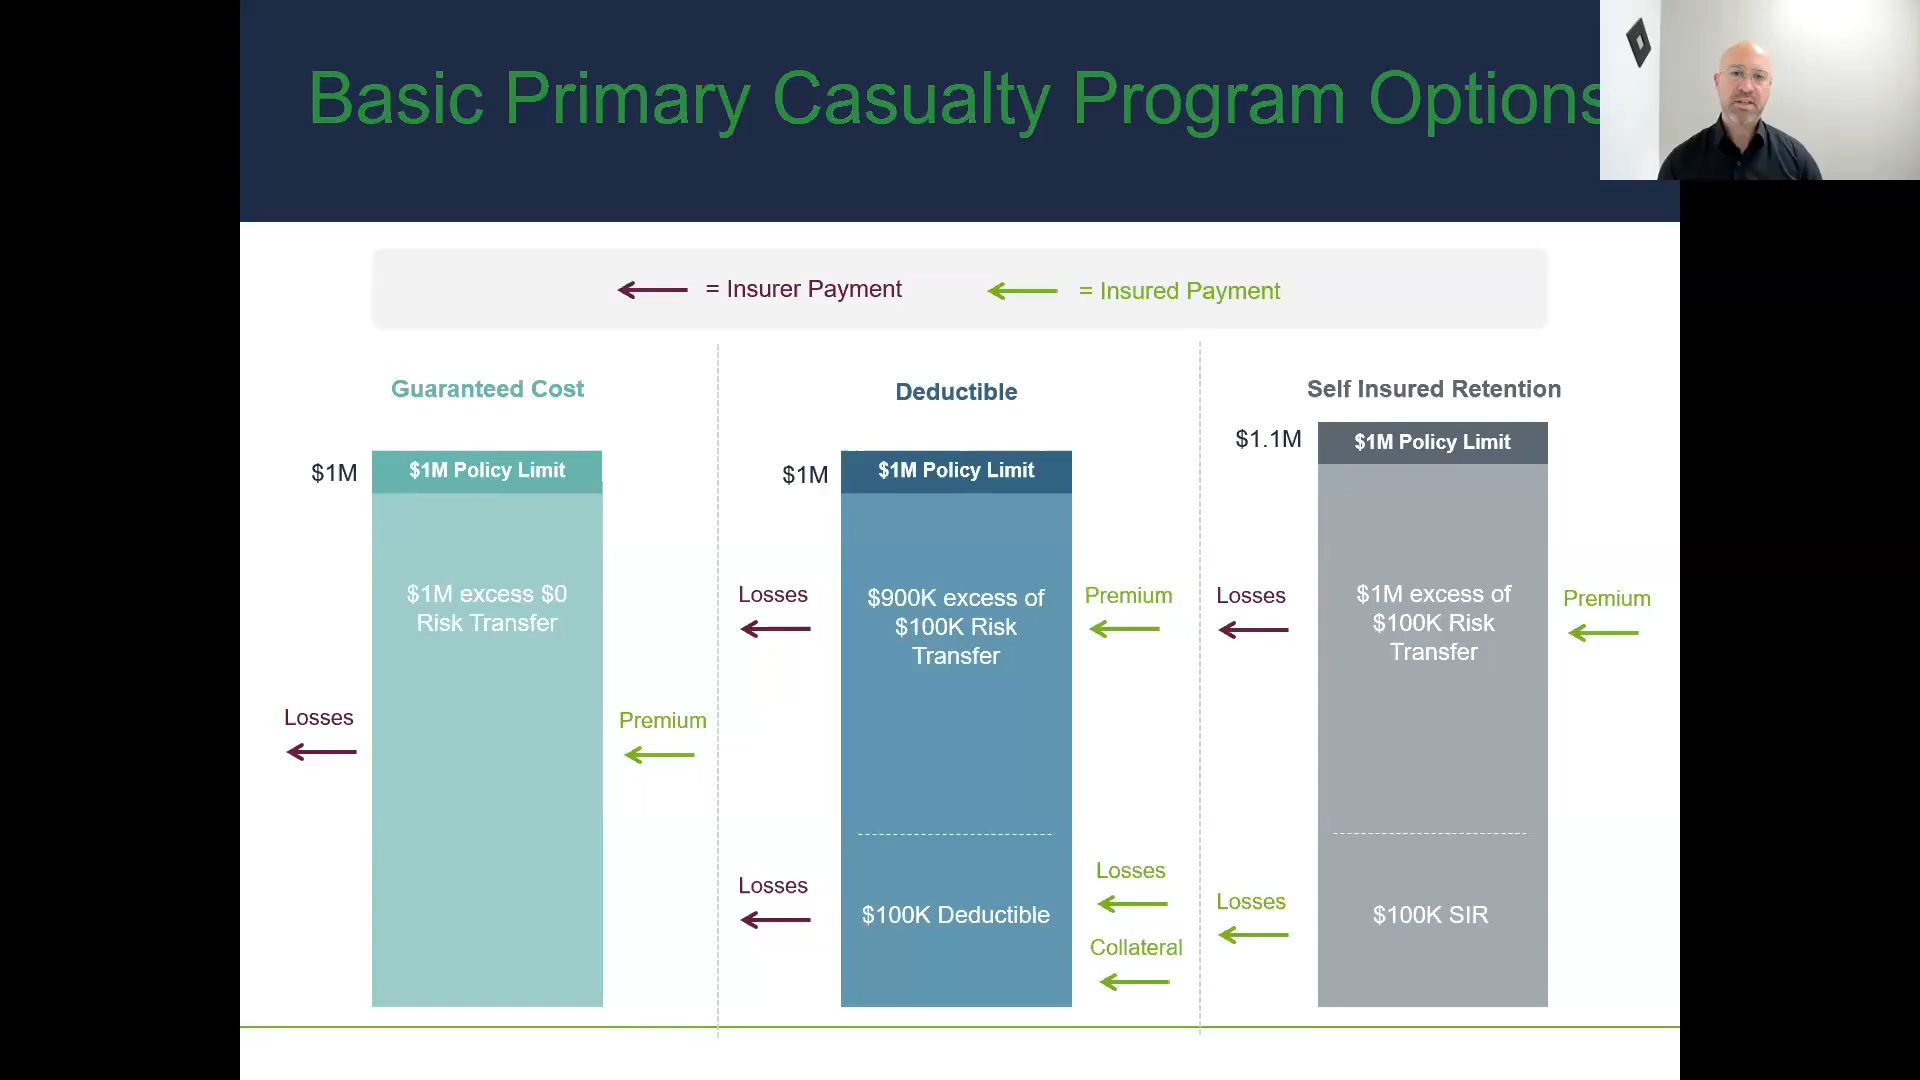 Basic Primary Casualty Program Options
= Insurer Payment
= Insured Payment
Guaranteed Cost
$1M
$1M Policy Limit
$1M excess $0
Risk Transfer
Losses
Premium
Deductible
$1M
$1M Policy Limit
Losses
$900K excess of
$100K Risk
Transfer
Premium
Losses
$100K Deductible
Losses
Collateral
Self Insured Retention
$1.1M
$1M Policy Limit
Losses
$1M excess of
$100K Risk
Transfer
Premium
Losses
$100K SIR